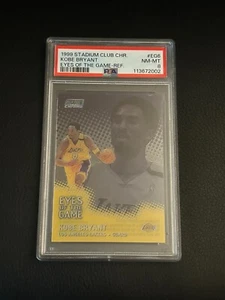 1999 STADIUM CLUB CHR. #EG6
KOBE BRYANT NM-MT
EYES OF THE GAME-REF. 8
PSA 113672002
EYES
OF THE
GAME
KOBE BRYANT